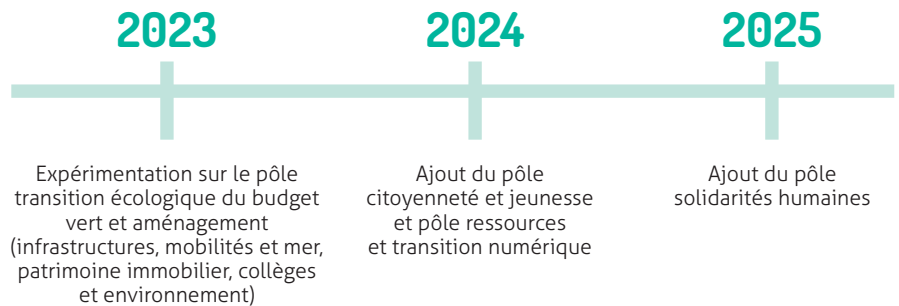 2023
Expérimentation sur le pôle
transition écologique du budget
vert et aménagement
(infrastructures, mobilités et mer,
patrimoine immobilier, collèges
et environnement)
2024
Ajout du pôle
citoyenneté et jeunesse
et pôle ressources
et transition numérique
2025
Ajout du pôle
solidarités humaines